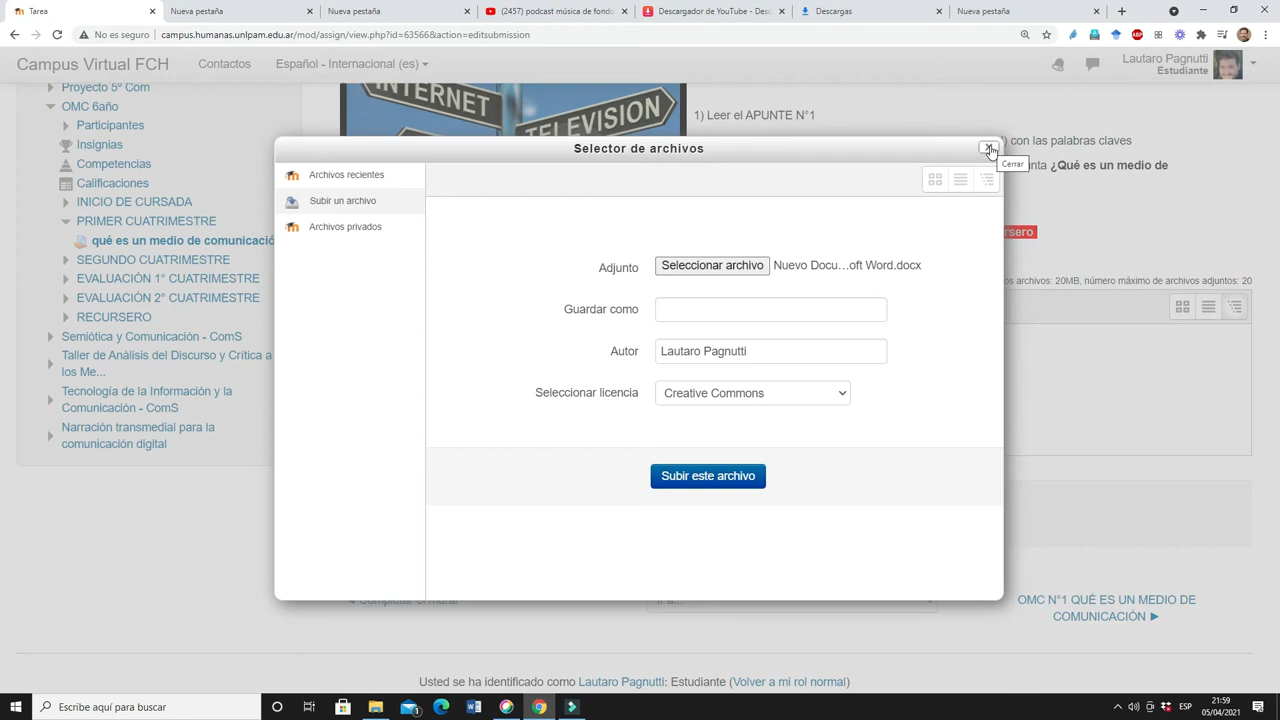 Tarea
Nueva pestaña
Nueva pestaña
(2457) podcast música de fondo
Descargador de YouTube - Desc
Descargas
Nueva pestaña
No es seguro | campus.humanas.unlpam.edu.ar/mod/assign/view.php?id=63566&action=editsubmission
Campus Virtual FCH
Contactos
Español - Internacional (es)
Lautaro Pagnutti
Estudiante
Proyecto 5º Com
OMC 6año
Participantes
Insignias
Competencias
Calificaciones
INICIO DE CURSADA
PRIMER CUATRIMESTRE
qué es un medio de comunicació
SEGUNDO CUATRIMESTRE
EVALUACIÓN 1° CUATRIMESTRE
EVALUACIÓN 2° CUATRIMESTRE
RECURSERO
Semiótica y Comunicación - ComS
Taller de Análisis del Discurso y Crítica a
los Me...
Tecnología de la Información y la
Comunicación - ComS
Narración transmedial para la
comunicación digital
INTERNET
TELEVISION
1) Leer el APUNTE N°1
) con las palabras claves
nta ¿Qué es un medio de
rsero
os archivos: 20MB, número máximo de archivos adjuntos: 20
Selector de archivos
Cerrar
Archivos recientes
Subir un archivo
Archivos privados
Adjunto
Seleccionar archivo
Nuevo Docu…oft Word.docx
Guardar como
Autor
Lautaro Pagnutti
Seleccionar licencia
Creative Commons
Subir este archivo
OMC N°1 QUÉ ES UN MEDIO DE
COMUNICACIÓN ►
Usted se ha identificado como Lautaro Pagnutti: Estudiante (Volver a mi rol normal)
Escribe aquí para buscar
ESP
21:59
05/04/2021